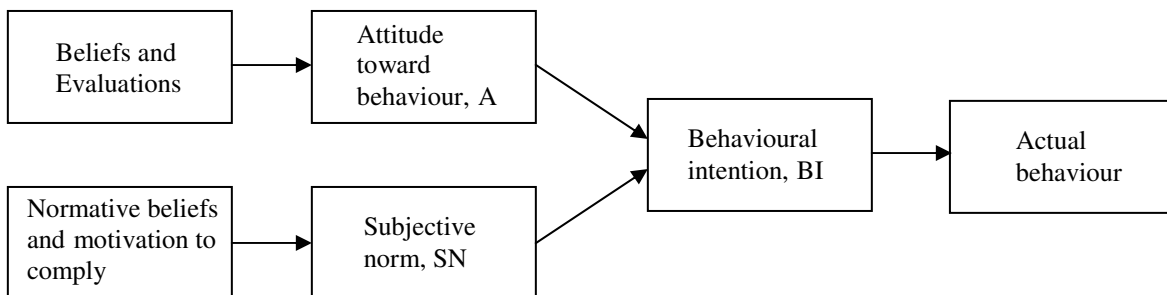 Beliefs and
Evaluations
Attitude
toward
behaviour, A
Normative beliefs
and motivation to
comply
Subjective
norm, SN
Behavioural
intention, BI
Actual
behaviour